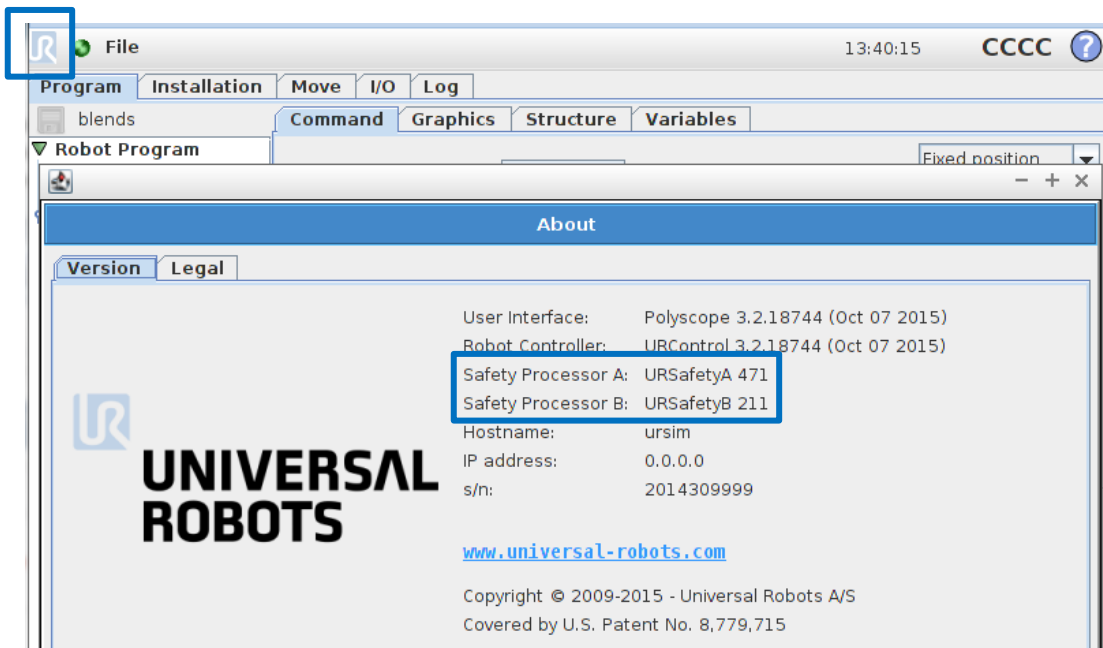 File 13:40:15 CCCC ?
Program Installation Move I/O Log
blends Command Graphics Structure Variables
Robot Program
Fixed position
About
Version Legal
User Interface: Polyscope 3.2.18744 (Oct 07 2015)
Robot Controller: URControl 3.2.18744 (Oct 07 2015)
Safety Processor A: URSafetyA 471
Safety Processor B: URSafetyB 211
Hostname: ursim
IP address: 0.0.0.0
s/n: 2014309999
UR
UNIVERSAL
ROBOTS
www.universal-robots.com
Copyright © 2009-2015 - Universal Robots A/S
Covered by U.S. Patent No. 8,779,715